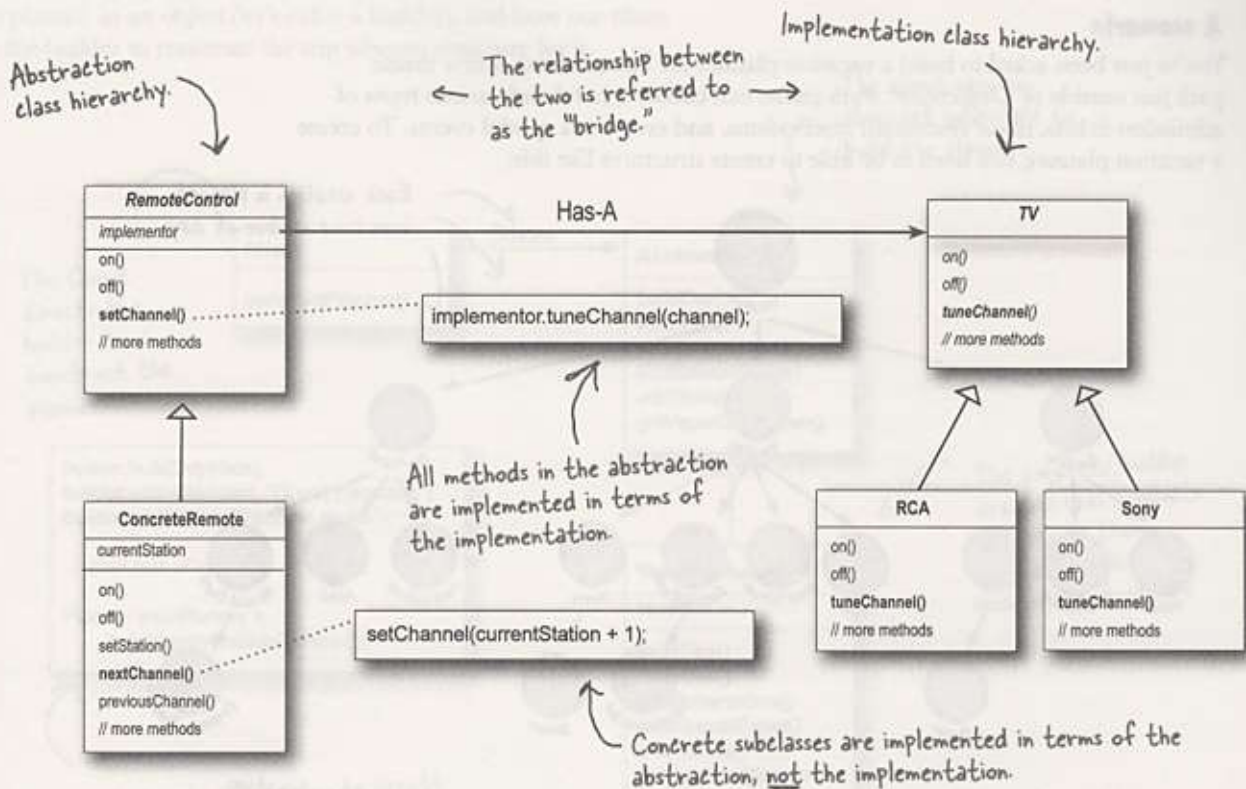 Abstraction
class hierarchy.
The relationship between
the two is referred to
as the "bridge."
Implementation class hierarchy.
RemoteControl
implementor
on()
off()
setChannel()
// more methods
Has-A
TV
on()
off()
tuneChannel()
// more methods
implementor.tuneChannel(channel);
All methods in the abstraction
are implemented in terms of
the implementation.
ConcreteRemote
currentStation
on()
off()
setStation()
nextChannel()
previousChannel()
// more methods
setChannel(currentStation + 1);
RCA
on()
off()
tuneChannel()
// more methods
Sony
on()
off()
tuneChannel()
// more methods
Concrete subclasses are implemented in terms of the
abstraction, not the implementation.